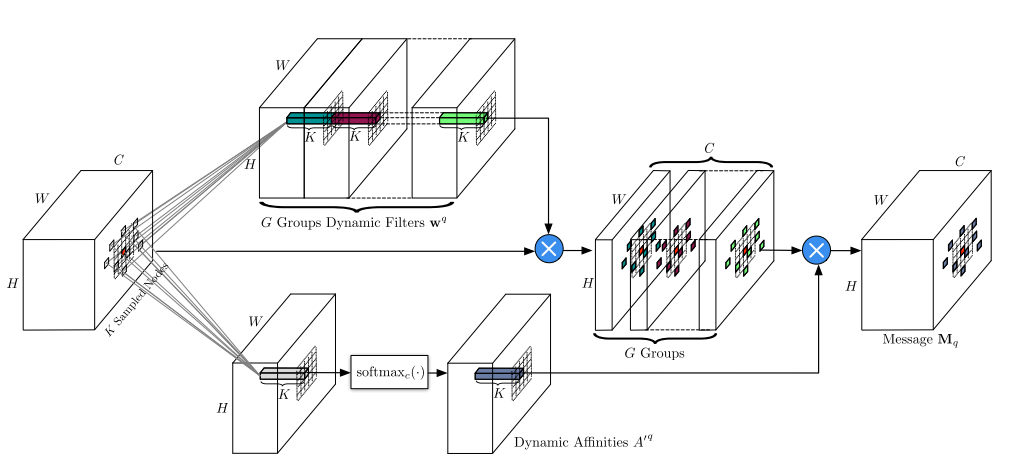 W
K
K
K
H
G Groups Dynamic Filters w^q
C
W
H
K Sampled Nodes
C
W
H
G Groups
C
W
H
Message M_q
W
H
K
softmax_c(·)
K
Dynamic Affinities A'^q